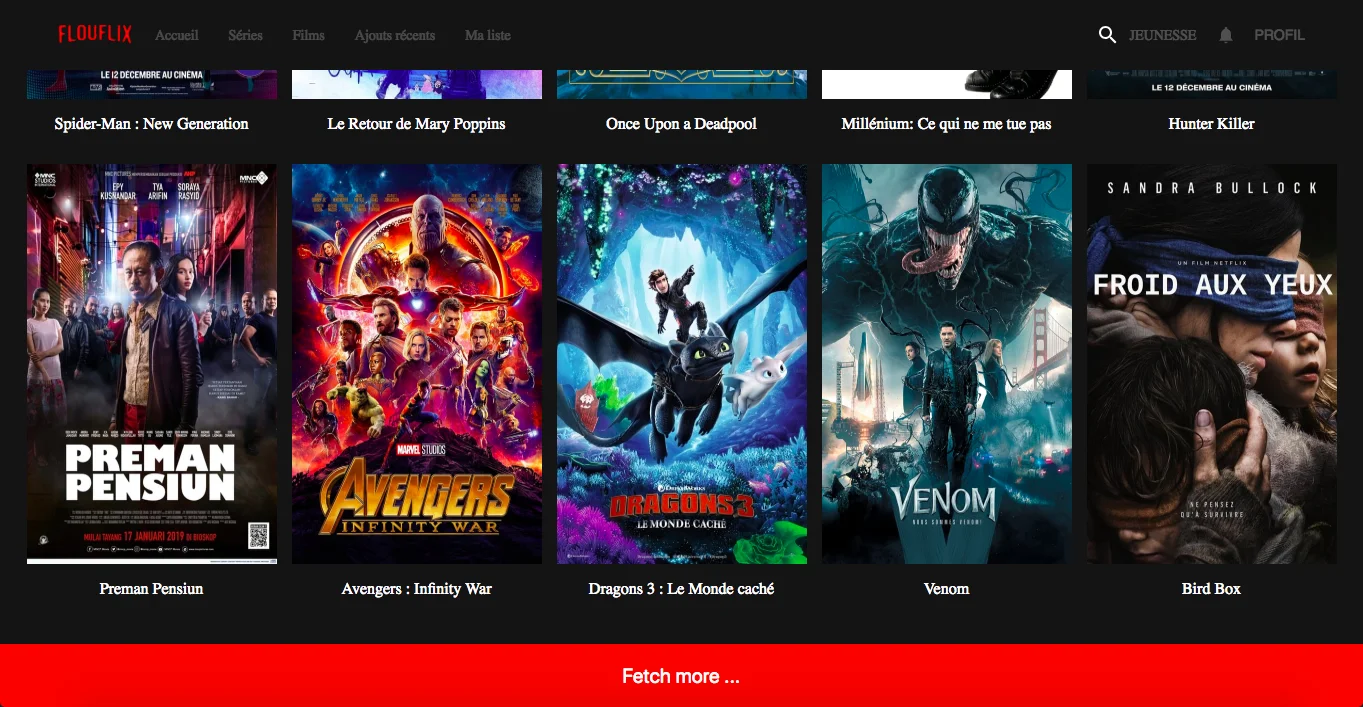 FLOUFLIX Accueil Séries Films Ajouts récents Ma liste JEUNESSE PROFIL
LE 12 DÉCEMBRE AU CINÉMA
LE 12 DÉCEMBRE AU CINÉMA
Spider-Man : New Generation
Le Retour de Mary Poppins
Once Upon a Deadpool
Millénium: Ce qui ne me tue pas
Hunter Killer
MNC
STUDIOS
INTERNATIONAL
MNC PICTURES
MNC
EPY
KUSNANDAR
TYA
ARIFIN
SORAYA
RASYID
PREMAN
PENSIUN
MULAI TAYANG 17 JANUARI 2019 DI BIOSKOP
MARVEL STUDIOS
AVENGERS
INFINITY WAR
DREAMWORKS
DRAGONS 3
LE MONDE CACHÉ
VENOM
NOUS SOMMES VENOM!
SANDRA BULLOCK
UN FILM NETFLIX
FROID AUX YEUX
NE PENSEZ
QU'À SURVIVRE
Preman Pensiun
Avengers : Infinity War
Dragons 3 : Le Monde caché
Venom
Bird Box
Fetch more ...